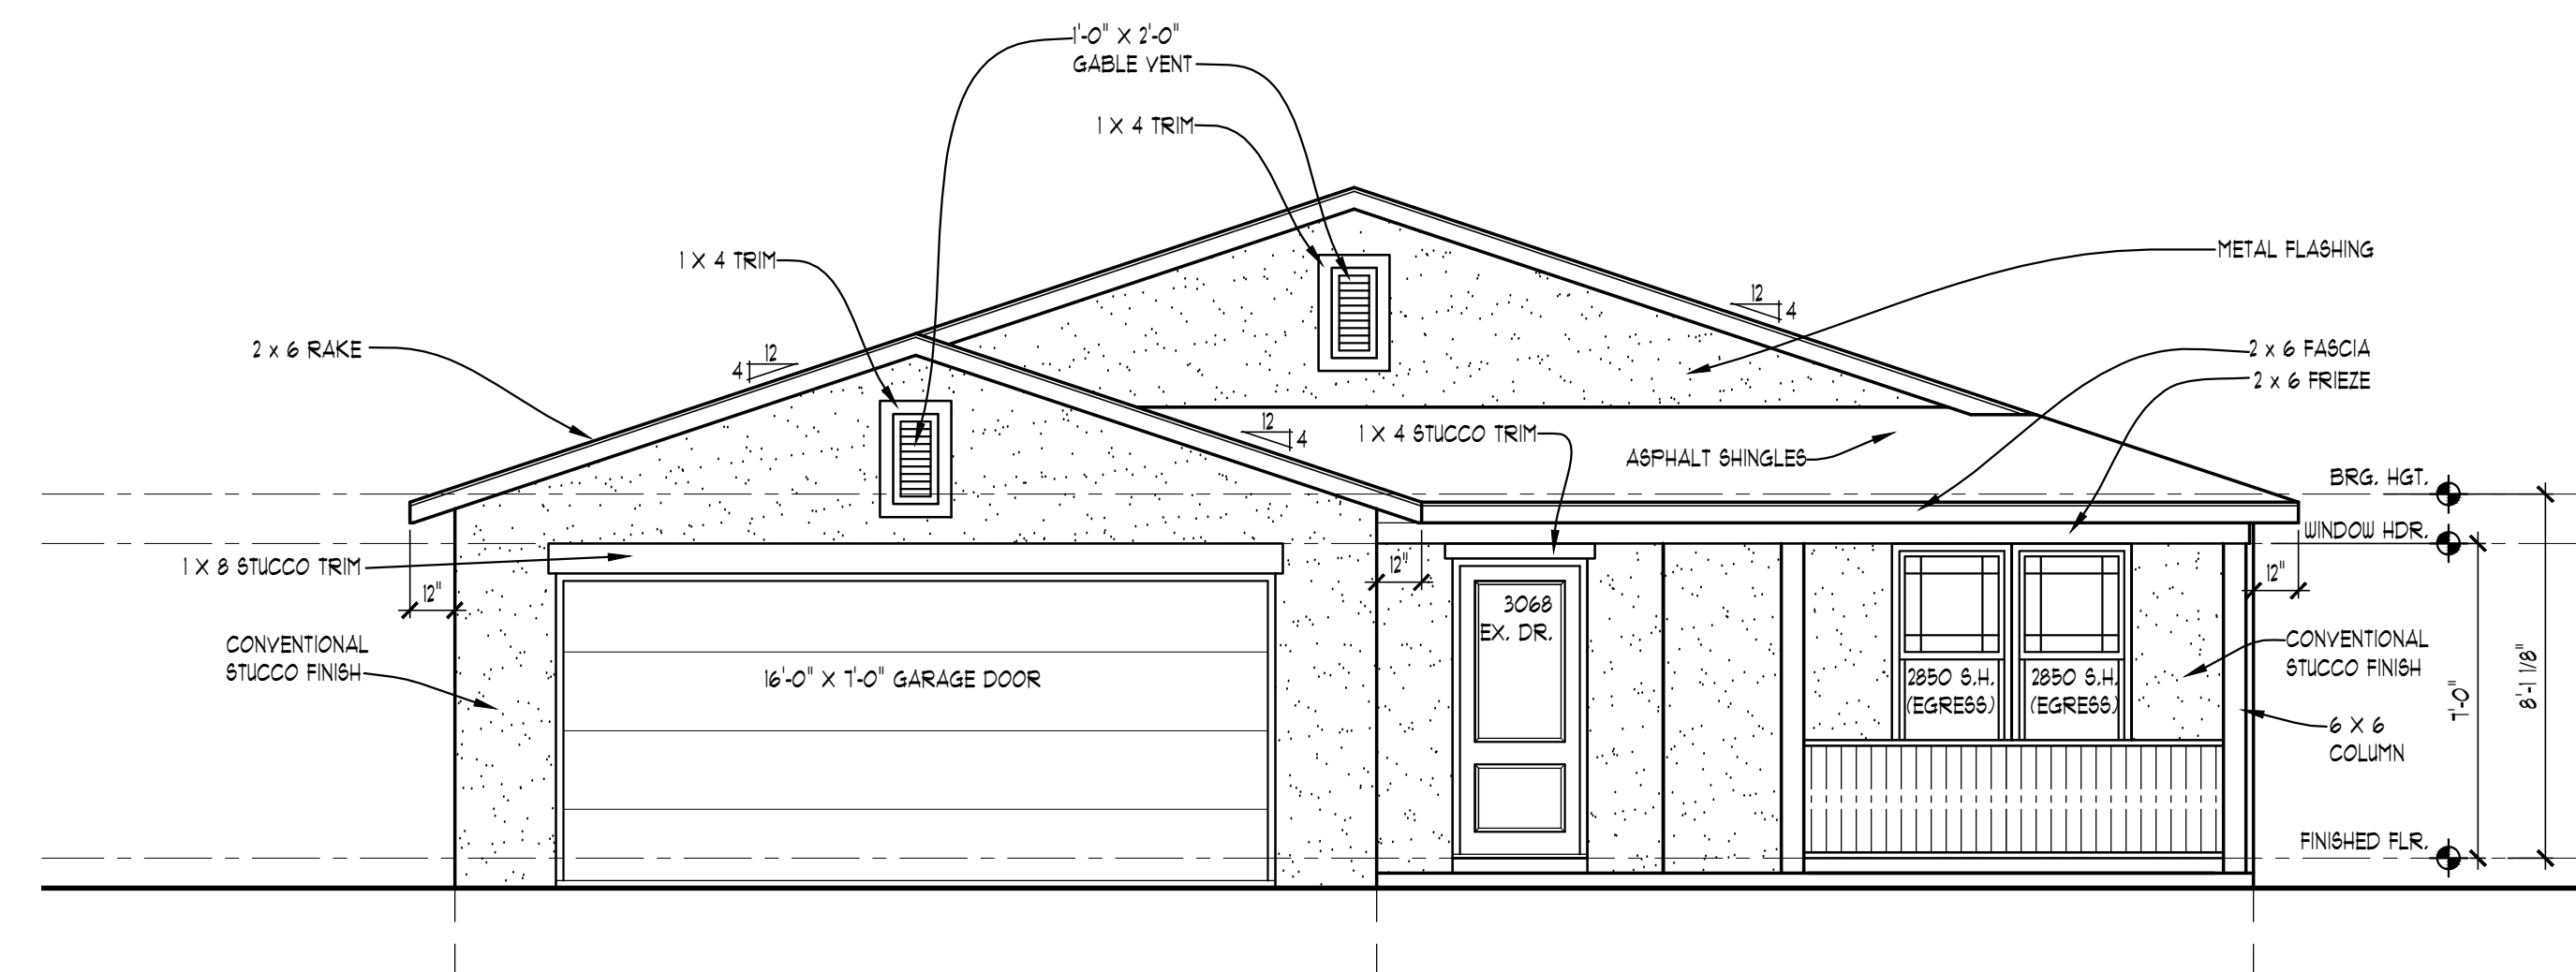 1'-0" X 2'-0"
GABLE VENT
1 X 4 TRIM
1 X 4 TRIM
METAL FLASHING
12
4
2 x 6 RAKE
12
4
2 x 6 FASCIA
2 x 6 FRIEZE
12
4
1 X 4 STUCCO TRIM
ASPHALT SHINGLES
BRG. HGT.
WINDOW HDR.
1 X 8 STUCCO TRIM
12"
12"
12"
3068
EX. DR.
CONVENTIONAL
STUCCO FINISH
16'-0" X 7'-0" GARAGE DOOR
2850 S.H.
(EGRESS)
2850 S.H.
(EGRESS)
CONVENTIONAL
STUCCO FINISH
6 X 6
COLUMN
7'-0"
8'-1 1/8"
FINISHED FLR.